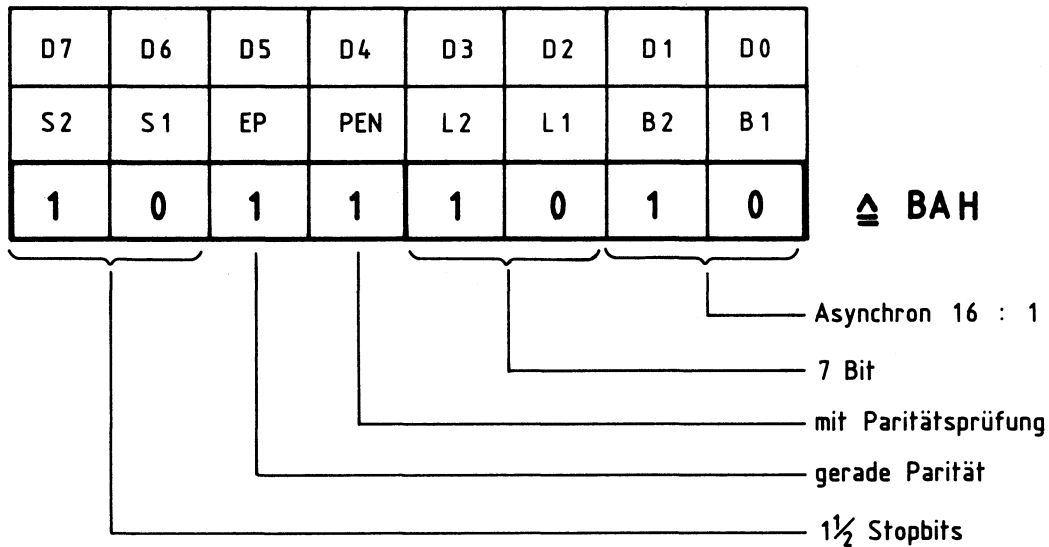 D7 D6 D5 D4 D3 D2 D1 D0
S2 S1 EP PEN L2 L1 B2 B1
1 0 1 1 1 0 1 0 ≙ BAH
Asynchron 16 : 1
7 Bit
mit Paritätsprüfung
gerade Parität
1½ Stopbits